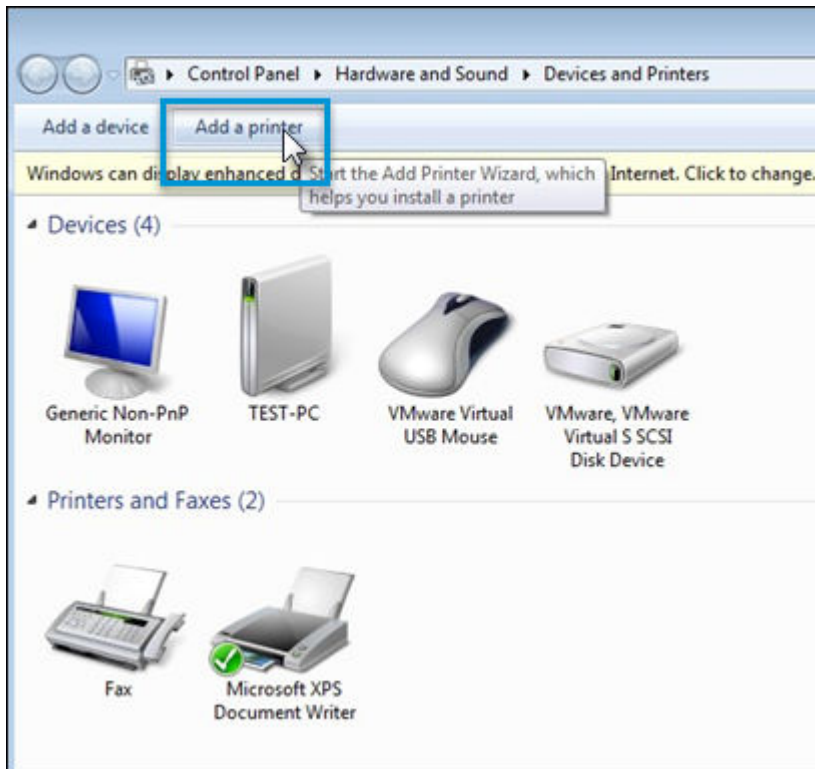 Control Panel Hardware and Sound Devices and Printers
Add a device Add a printer
Windows can display enhanced d Start the Add Printer Wizard, which Internet. Click to change.
helps you install a printer
Devices (4)
Generic Non-PnP
Monitor
TEST-PC
VMware Virtual
USB Mouse
VMware, VMware
Virtual S SCSI
Disk Device
Printers and Faxes (2)
Fax
Microsoft XPS
Document Writer